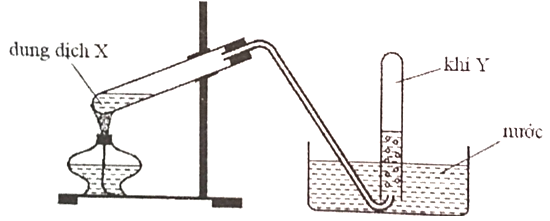 dung dịch X
khí Y
nước